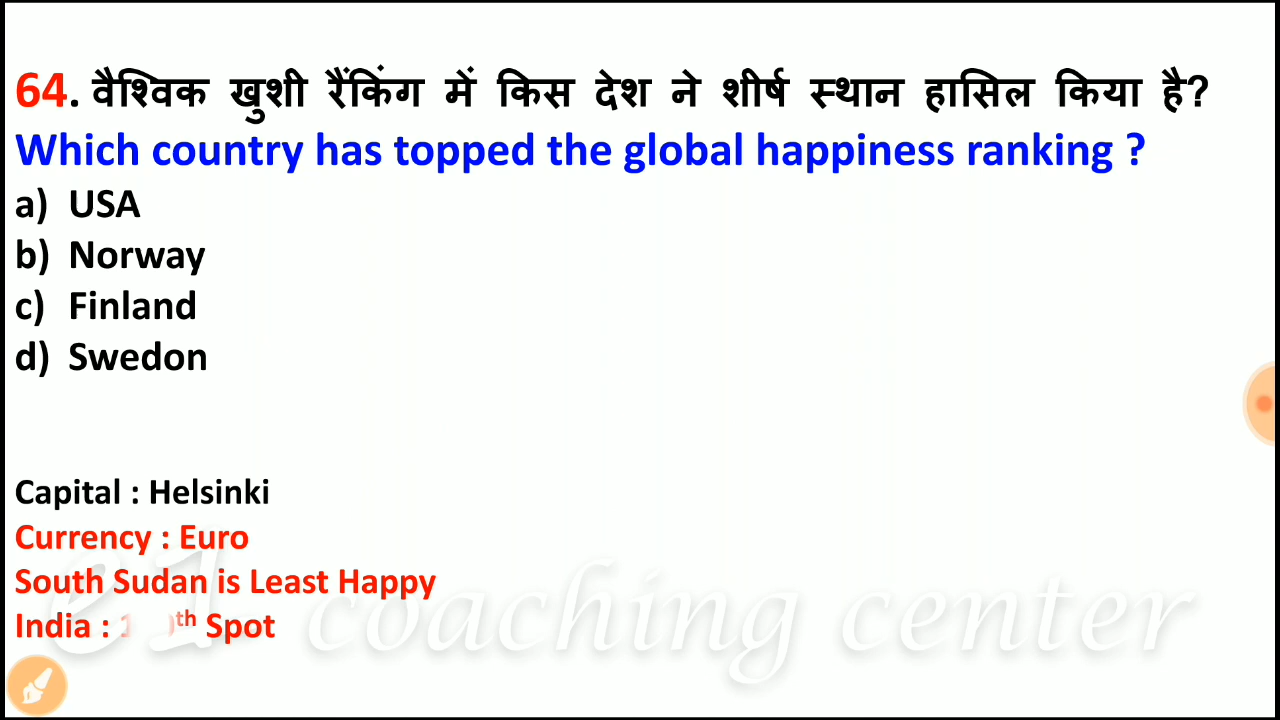 64. वैश्विक खुशी रैंकिंग में किस देश ने शीर्ष स्थान हासिल किया है?
Which country has topped the global happiness ranking ?
a) USA
b) Norway
c) Finland
d) Swedon
Capital : Helsinki
Currency : Euro
South Sudan is Least Happy
India : th Spot
e1 coaching center